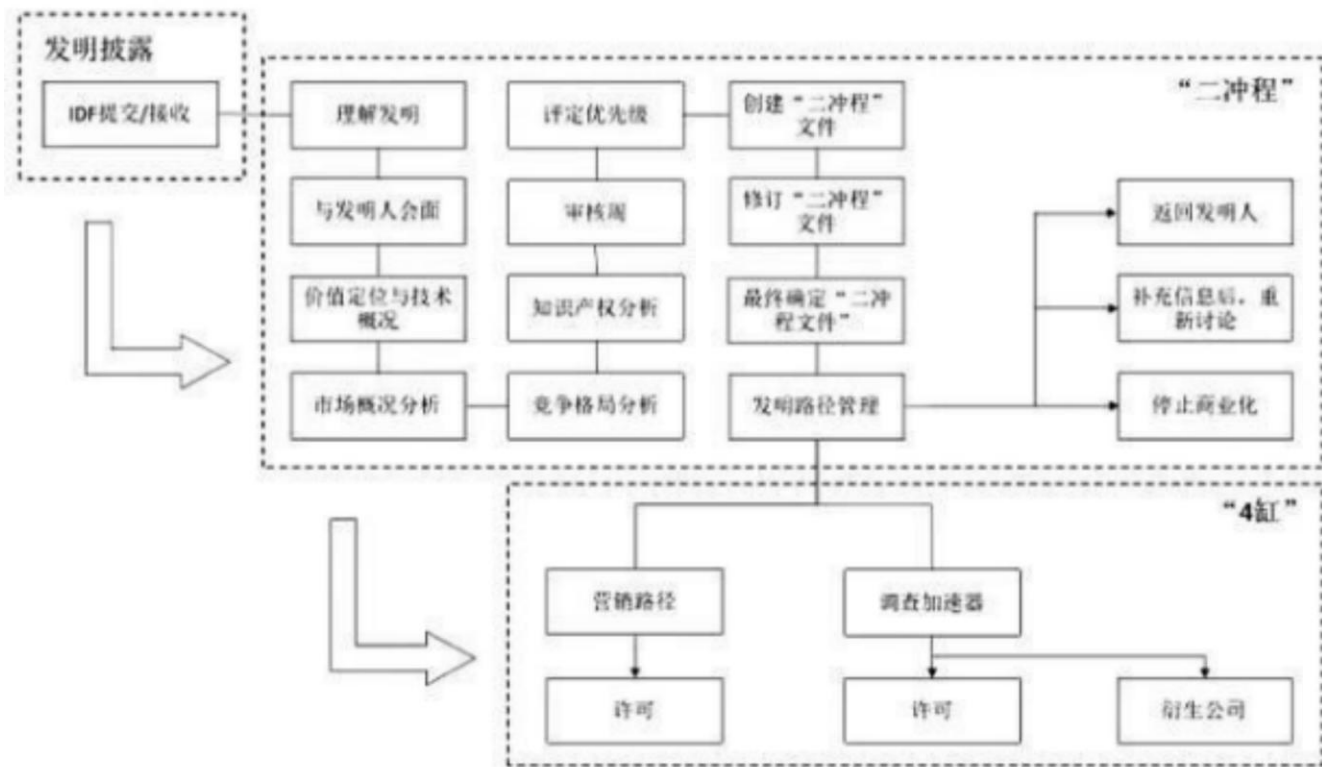 发明披露
IDF提交/接收
“二冲程”
理解发明
与发明人会面
价值定位与技术
概况
市场概况分析
竞争格局分析
知识产权分析
审核周
评定优先级
创建“二冲程”
文件
修订“二冲程”
文件
最终确定“二冲
程文件”
发明路径管理
返回发明人
补充信息后，重
新讨论
停止商业化
“4缸”
营销路径
许可
调查加速器
许可
衍生公司